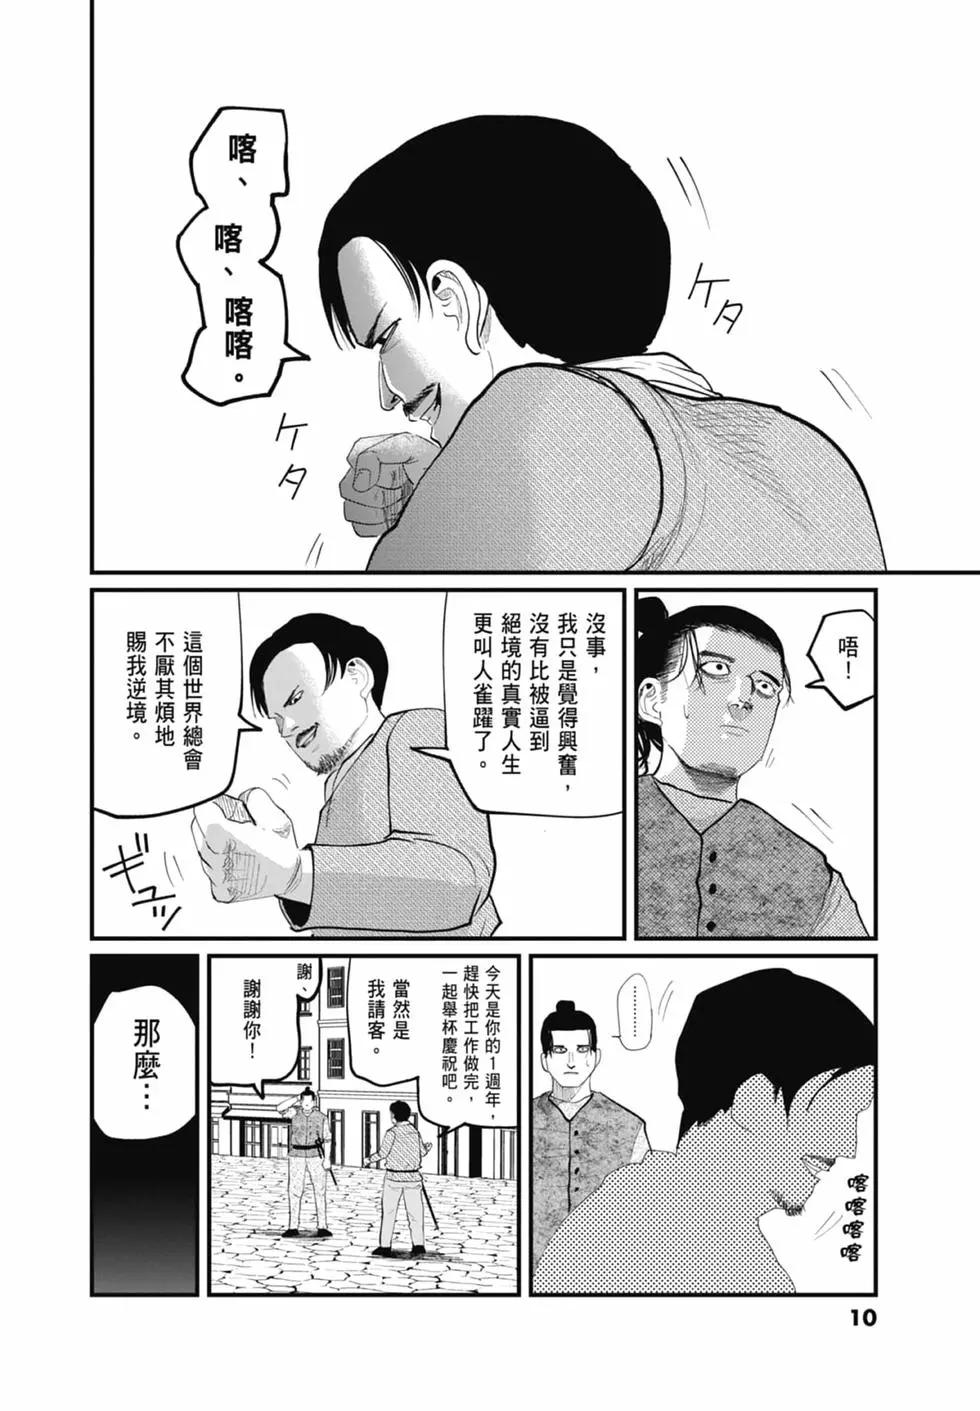 喀、
喀、
喀喀。
ケタ
ケタ
唔！
沒事，
我只是覺得興奮，
沒有比被逼到
絕境的真實人生
更叫人雀躍了。
這個世界總會
不厭其煩地
賜我逆境。
ギュッ
………
喀喀喀喀
今天是你的1週年，
趕快把工作做完，
一起舉杯慶祝吧。
當然是
我請客。
謝、
謝謝你！
那麼…
10